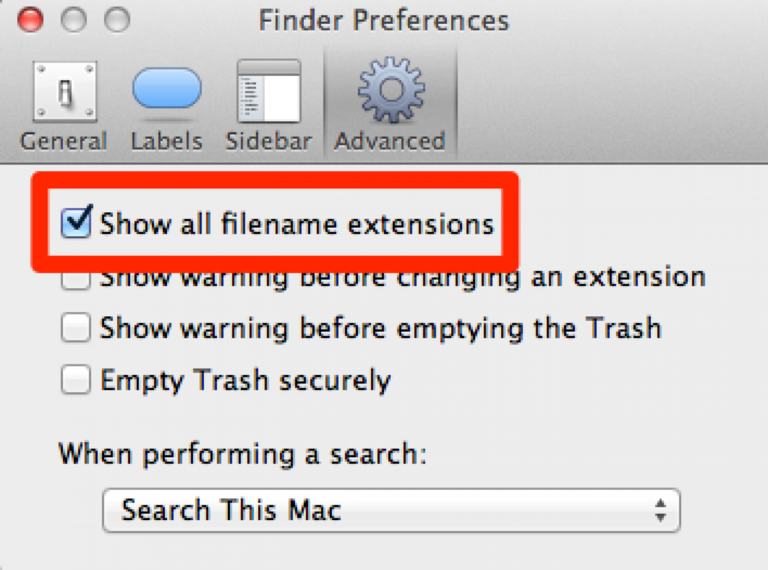 Finder Preferences
General Labels Sidebar Advanced
Show all filename extensions
Show warning before changing an extension
Show warning before emptying the Trash
Empty Trash securely
When performing a search:
Search This Mac